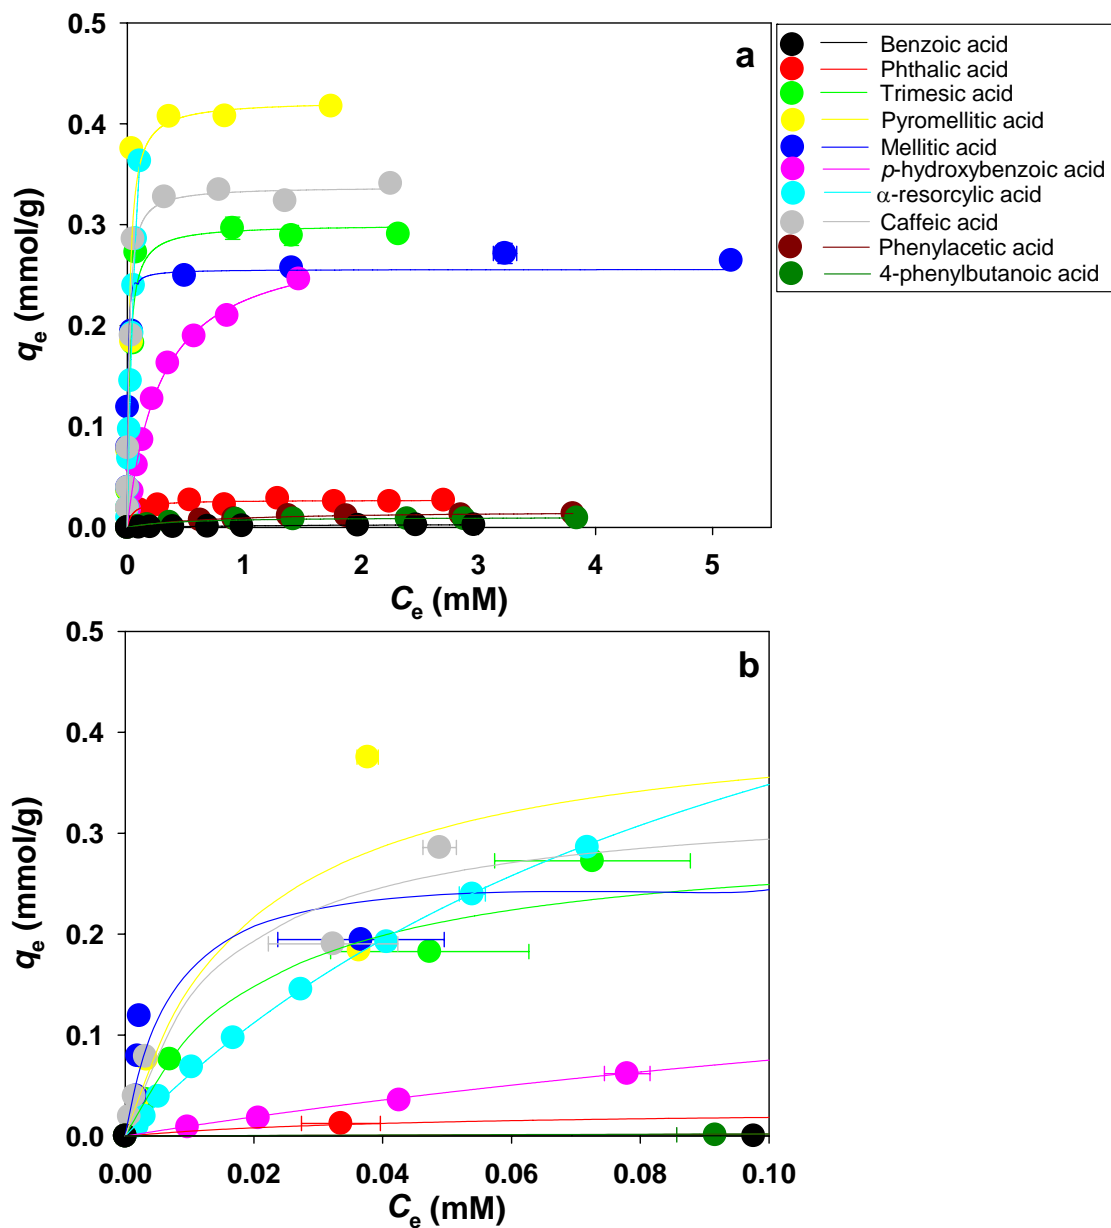 0.5
0.4
0.3
0.2
0.1
0.0
qe (mmol/g)
a
0 1 2 3 4 5
Ce (mM)
Benzoic acid
Phthalic acid
Trimesic acid
Pyromellitic acid
Mellitic acid
p-hydroxybenzoic acid
α-resorcylic acid
Caffeic acid
Phenylacetic acid
4-phenylbutanoic acid
0.5
0.4
0.3
0.2
0.1
0.0
qe (mmol/g)
b
0.00 0.02 0.04 0.06 0.08 0.10
Ce (mM)